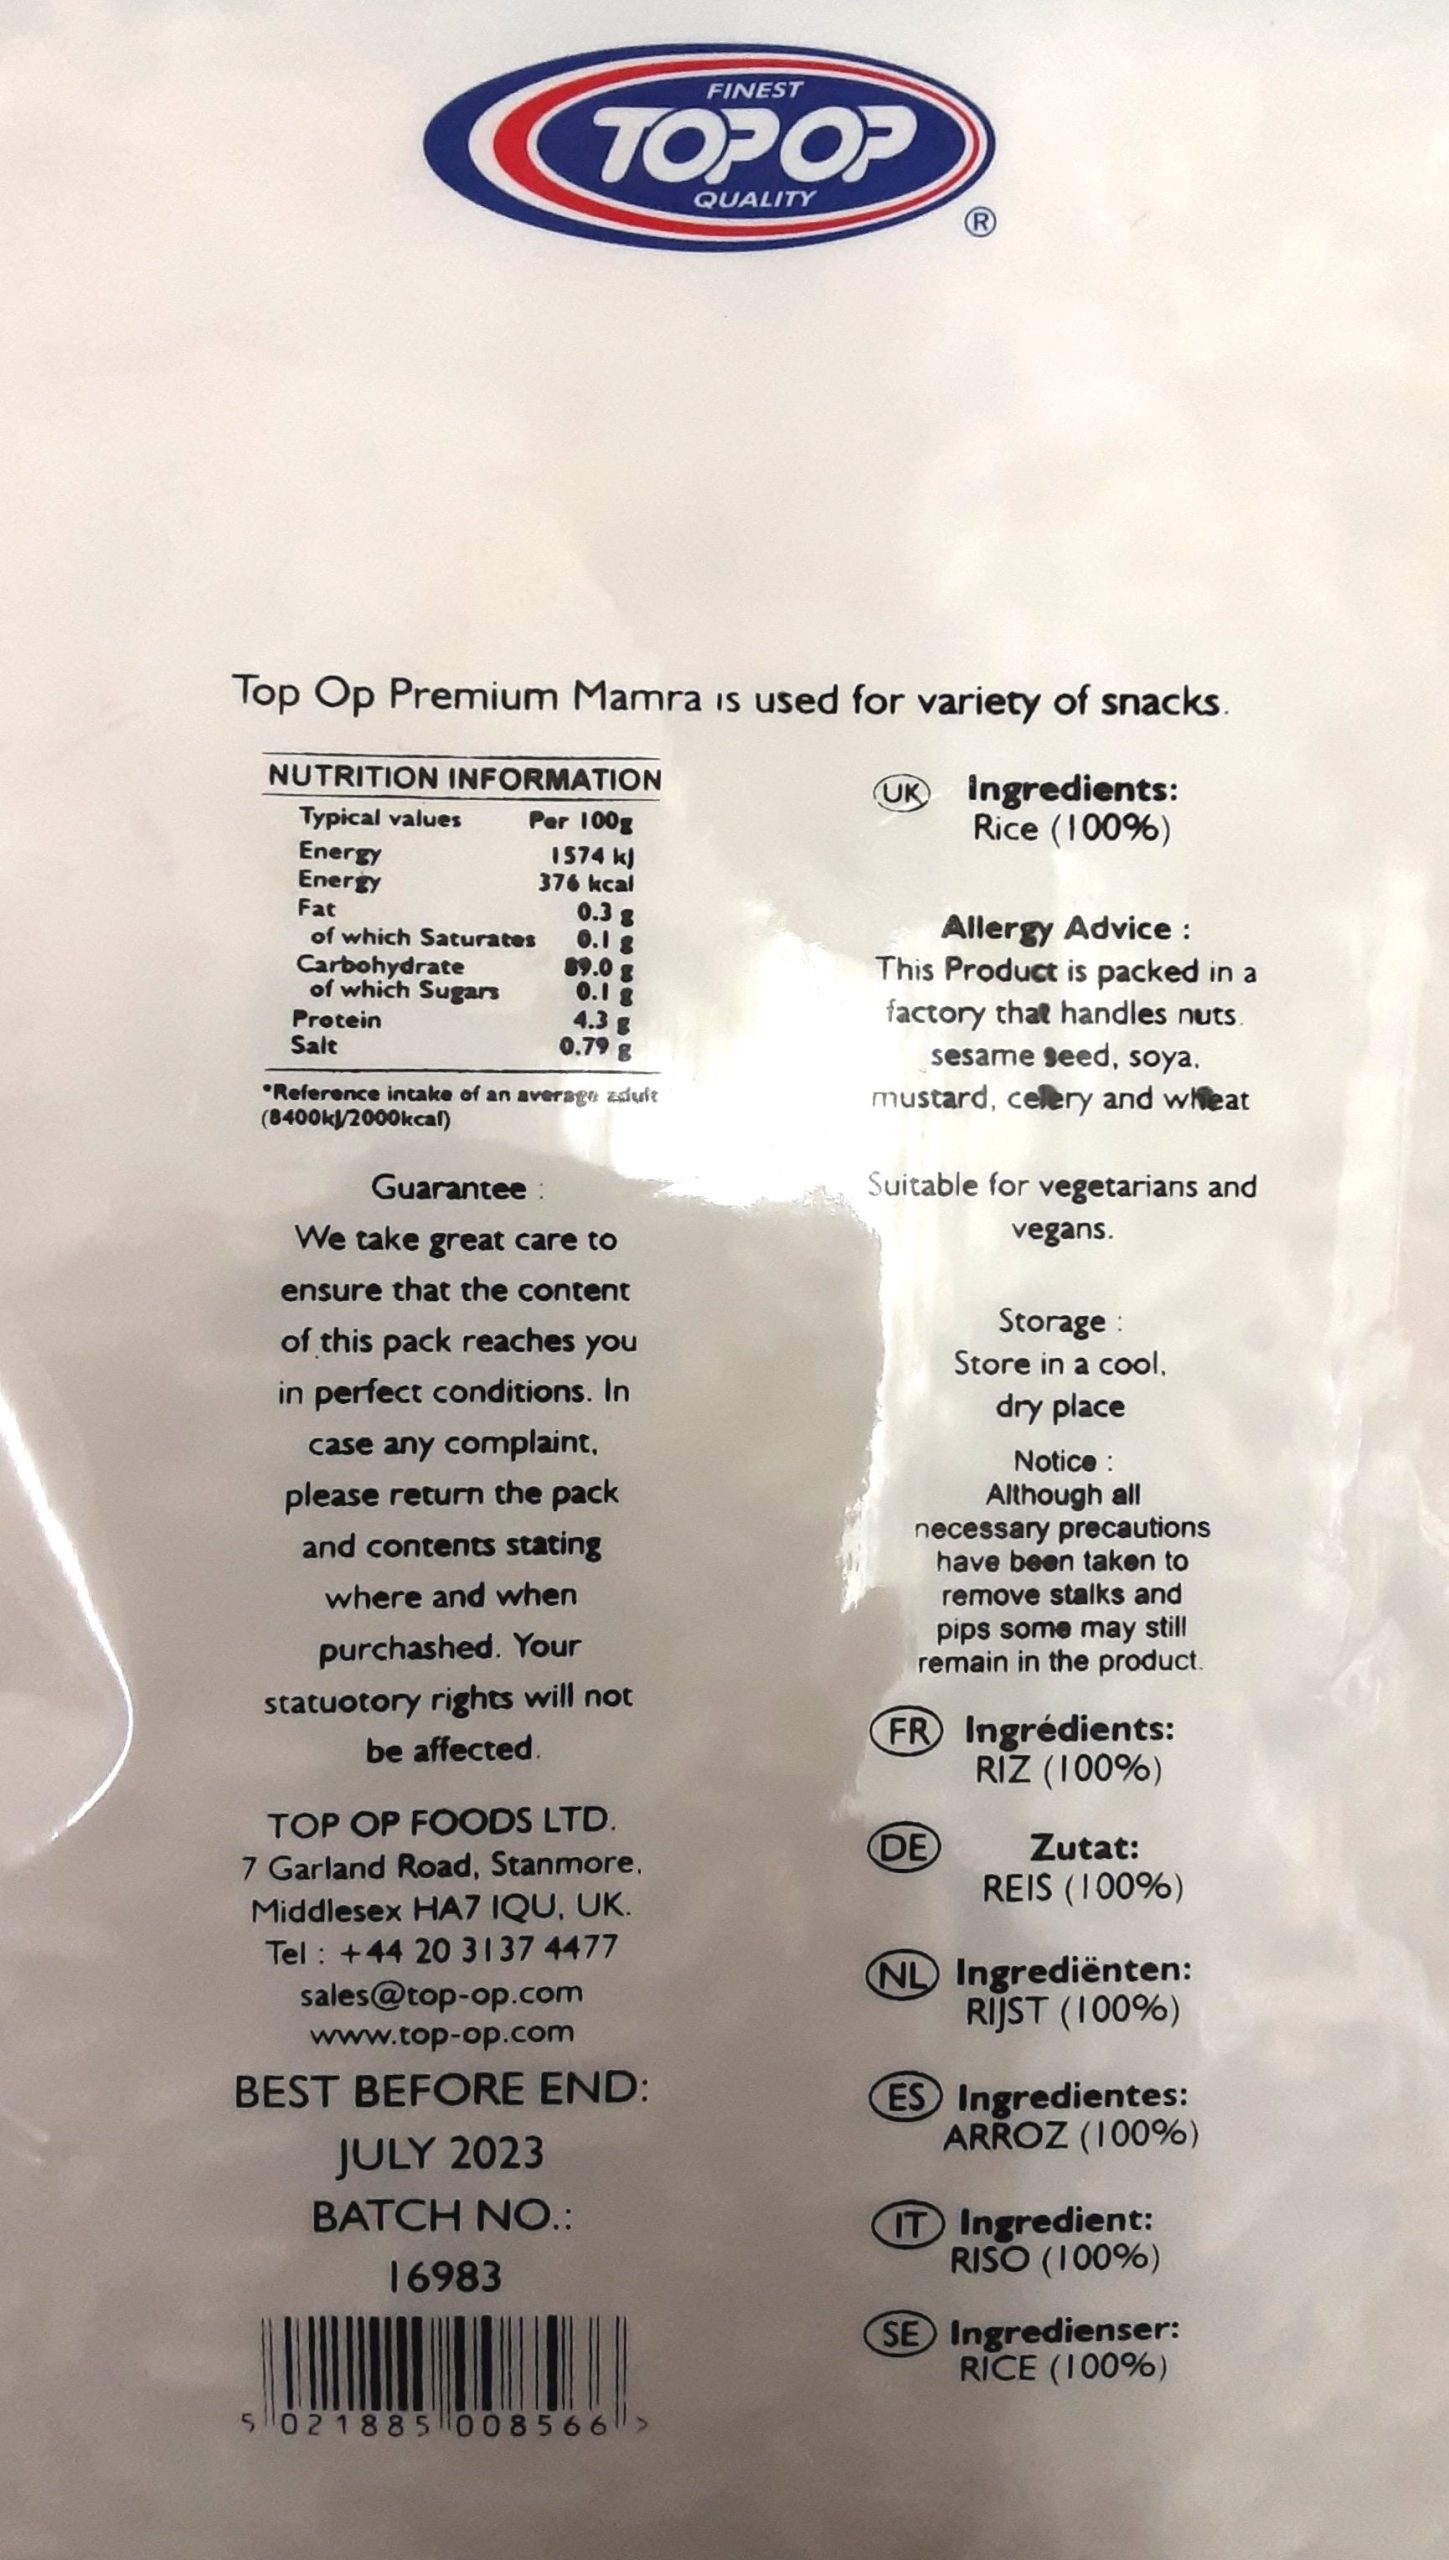 FINEST
TOP OP
QUALITY
®
Top Op Premium Mamra is used for variety of snacks.
NUTRITION INFORMATION
Typical values Per 100g
Energy 1574 kJ
Energy 376 kcal
Fat 0.3 g
of which Saturates 0.1 g
Carbohydrate 89.0 g
of which Sugars 0.1 g
Protein 4.3 g
Salt 0.79 g
*Reference intake of an average adult
(8400kJ/2000kcal)
Guarantee :
We take great care to
ensure that the content
of this pack reaches you
in perfect conditions. In
case any complaint,
please return the pack
and contents stating
where and when
purchashed. Your
statuotory rights will not
be affected.
TOP OP FOODS LTD.
7 Garland Road, Stanmore,
Middlesex HA7 IQU, UK.
Tel : +44 20 3137 4477
sales@top-op.com
www.top-op.com
BEST BEFORE END:
JULY 2023
BATCH NO.:
16983
5 021885 008566 >
UK Ingredients:
Rice (100%)
Allergy Advice :
This Product is packed in a
factory that handles nuts.
sesame seed, soya,
mustard, celery and wheat
Suitable for vegetarians and
vegans.
Storage :
Store in a cool,
dry place
Notice :
Although all
necessary precautions
have been taken to
remove stalks and
pips some may still
remain in the product.
FR Ingrédients:
RIZ (100%)
DE Zutat:
REIS (100%)
NL Ingrediënten:
RIJST (100%)
ES Ingredientes:
ARROZ (100%)
IT Ingredient:
RISO (100%)
SE Ingredienser:
RICE (100%)